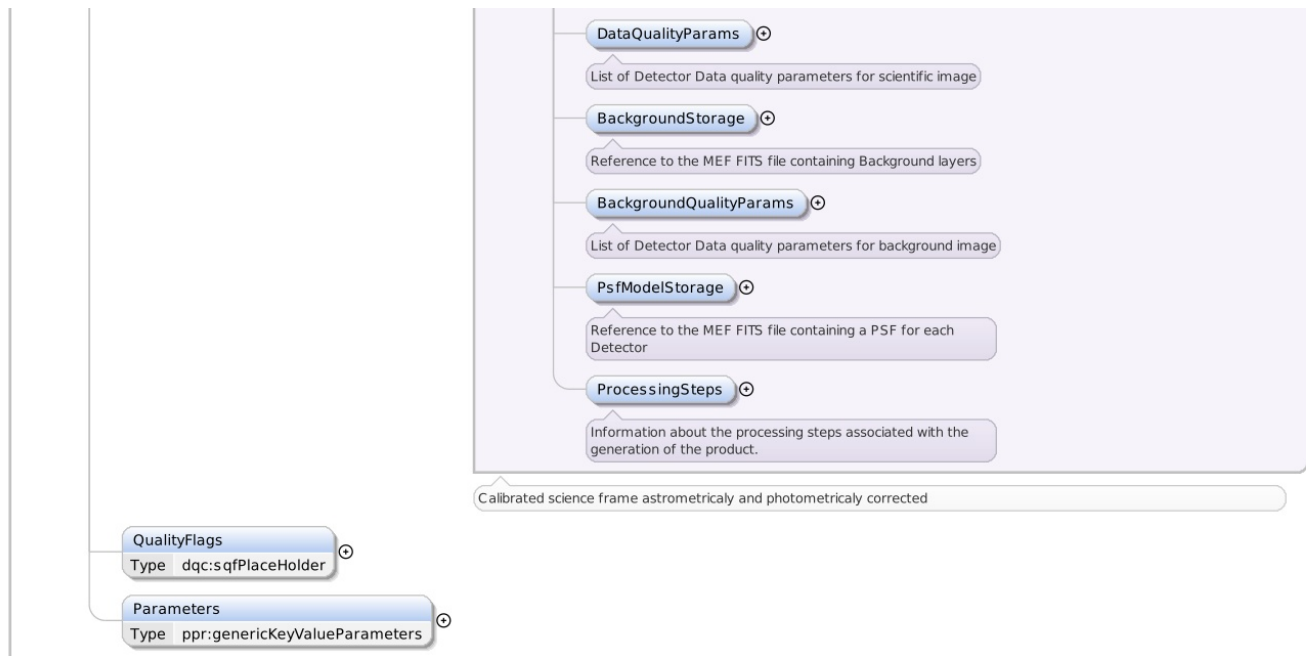 DataQualityParams
List of Detector Data quality parameters for scientific image
BackgroundStorage
Reference to the MEF FITS file containing Background layers
BackgroundQualityParams
List of Detector Data quality parameters for background image
PsfModelStorage
Reference to the MEF FITS file containing a PSF for each
Detector
ProcessingSteps
Information about the processing steps associated with the
generation of the product.
Calibrated science frame astrometricaly and photometricaly corrected
QualityFlags
Type dqc:sqfPlaceHolder
Parameters
Type ppr:genericKeyValueParameters